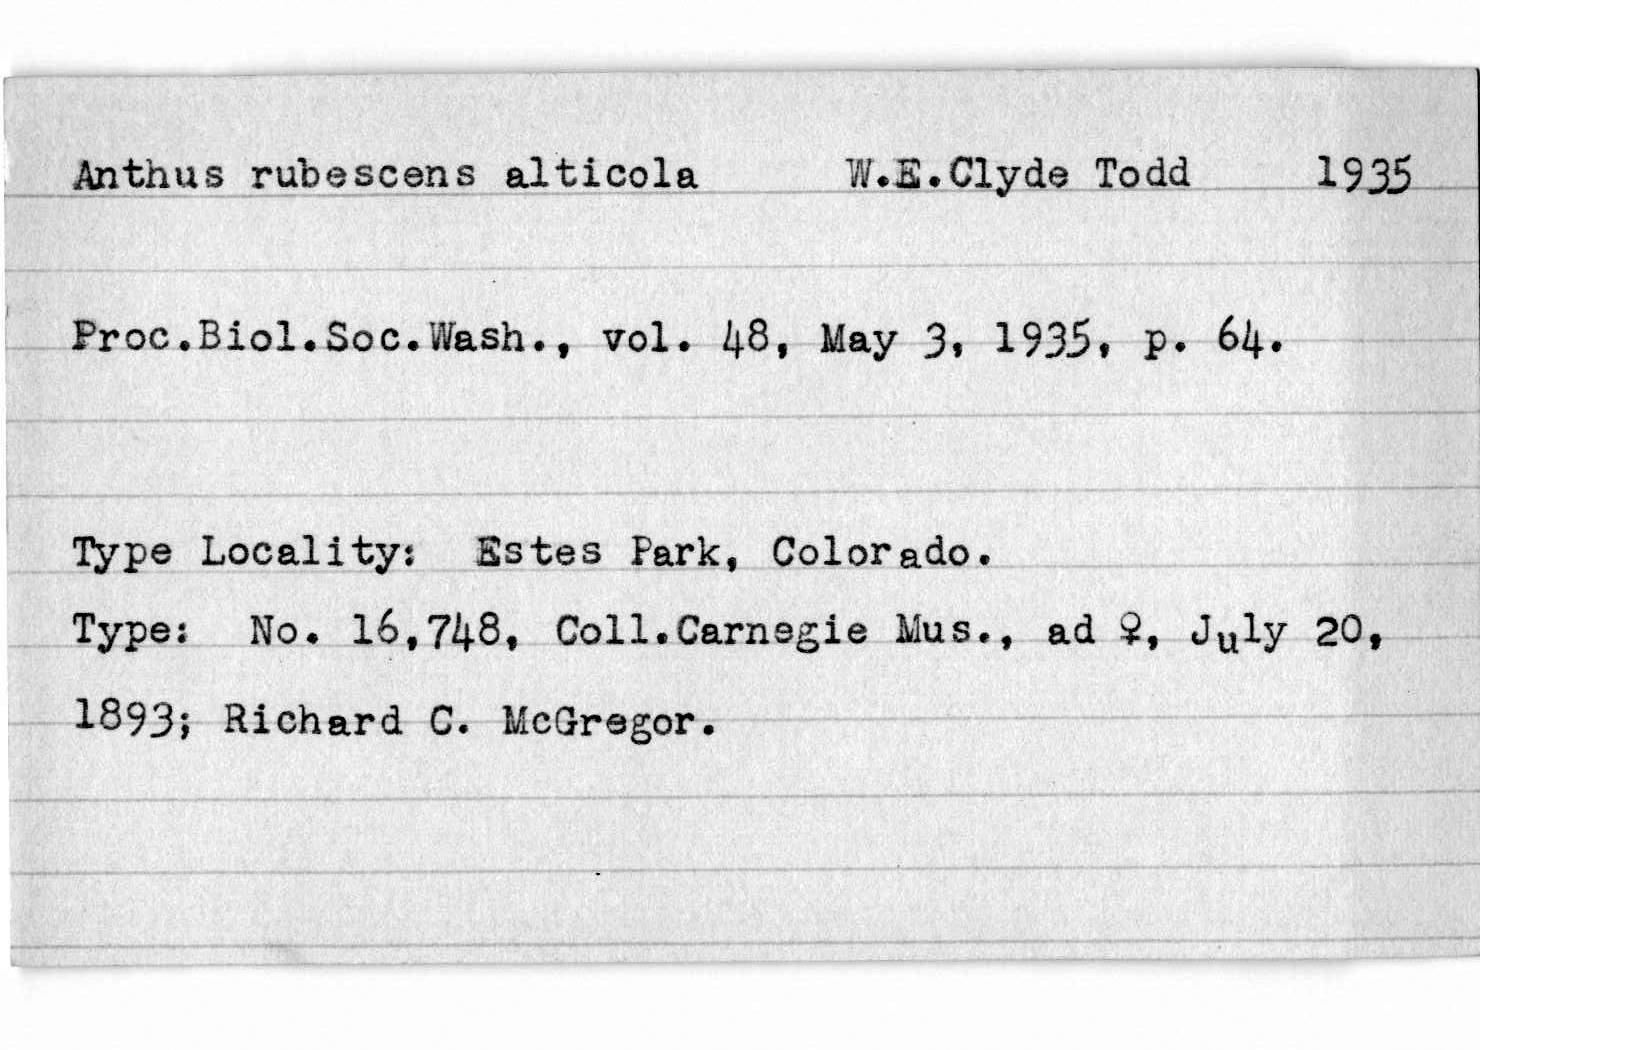 Anthus rubescens alticola W.E.Clyde Todd 1935
Proc.Biol.Soc.Wash., vol. 48, May 3, 1935, p. 64.
Type Locality: Estes Park, Colorado.
Type: No. 16,748, Coll.Carnegie Mus., ad ♀, July 20,
1893; Richard C. McGregor.